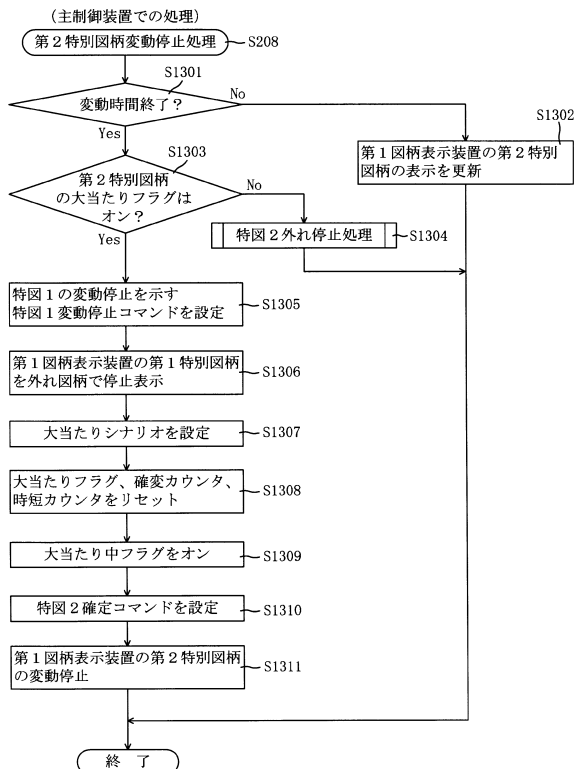 (主制御装置での処理)
第2特別図柄変動停止処理
S208
S1301
変動時間終了?
No
Yes
S1302
第1図柄表示装置の第2特別
図柄の表示を更新
S1303
第2特別図柄
の大当たりフラグは
オン?
No
Yes
特図2外れ停止処理
S1304
特図1の変動停止を示す
特図1変動停止コマンドを設定
S1305
第1図柄表示装置の第1特別図柄
を外れ図柄で停止表示
S1306
大当たりシナリオを設定
S1307
大当たりフラグ、確変カウンタ、
時短カウンタをリセット
S1308
大当たり中フラグをオン
S1309
特図2確定コマンドを設定
S1310
第1図柄表示装置の第2特別図柄
の変動停止
S1311
終 了